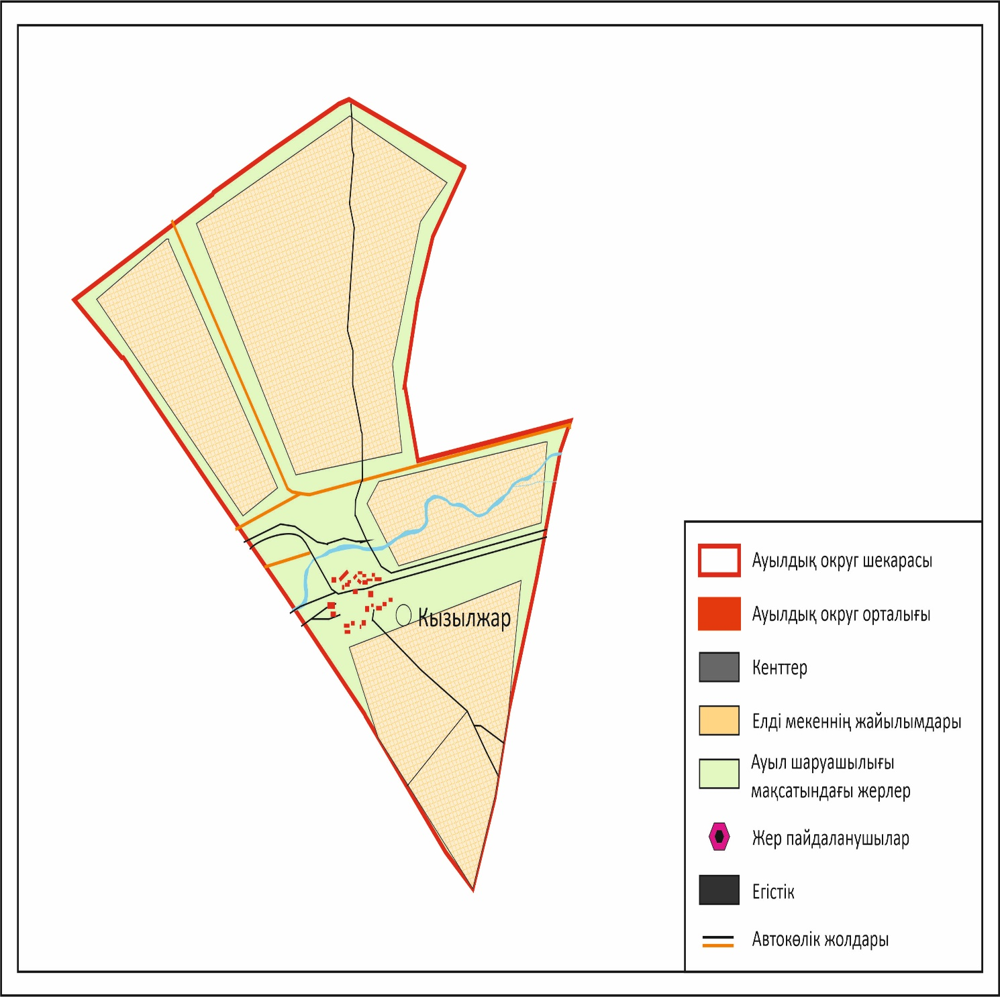 Кызылжар
Ауылдық округ шекарасы
Ауылдық округ орталығы
Кенттер
Елді мекеннің жайылымдары
Ауыл шаруашылығы
мақсатындағы жерлер
Жер пайдаланушылар
Егістік
Автокөлік жолдары